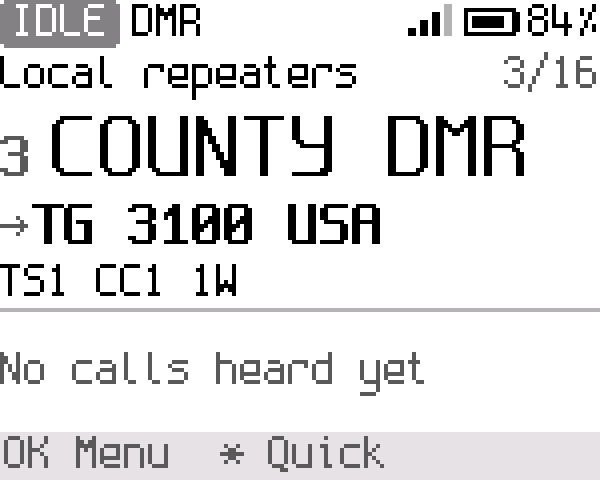 IDLE DMR 84%
Local repeaters 3/16
3 COUNTY DMR
→TG 3100 USA
TS1 CC1 1W
No calls heard yet
OK Menu * Quick